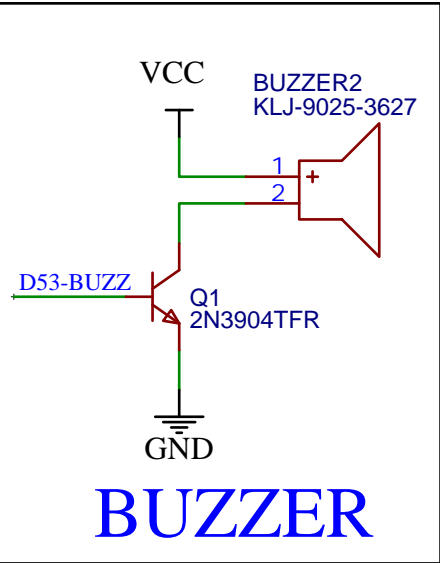 VCC
BUZZER2
KLJ-9025-3627
1
+
2
D53-BUZZ
Q1
2N3904TFR
GND
BUZZER